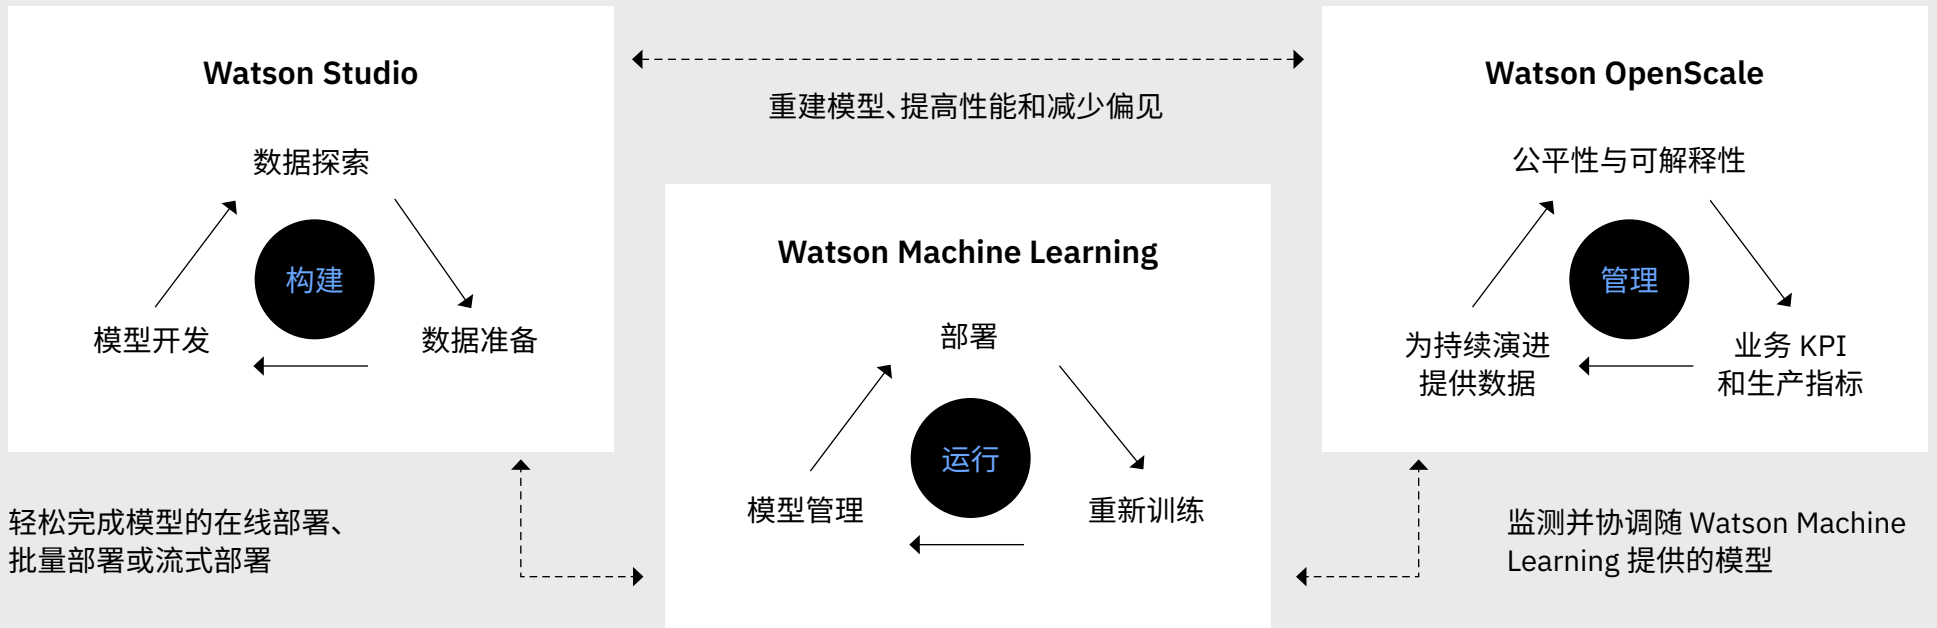 Watson Studio
数据探索
构建
模型开发
数据准备
重建模型、提高性能和减少偏见
Watson OpenScale
公平性与可解释性
管理
为持续演进
提供数据
业务 KPI
和生产指标
Watson Machine Learning
部署
运行
模型管理
重新训练
轻松完成模型的在线部署、
批量部署或流式部署
监测并协调随 Watson Machine
Learning 提供的模型